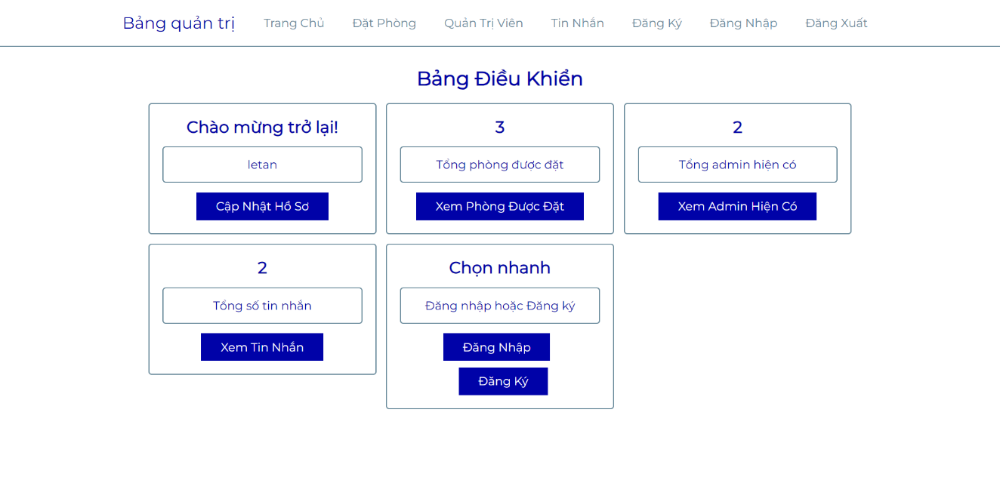 Bảng quản trị Trang Chủ Đặt Phòng Quản Trị Viên Tin Nhắn Đăng Ký Đăng Nhập Đăng Xuất
Bảng Điều Khiển
Chào mừng trở lại!
letan
Cập Nhật Hồ Sơ
3
Tổng phòng được đặt
Xem Phòng Được Đặt
2
Tổng admin hiện có
Xem Admin Hiện Có
2
Tổng số tin nhắn
Xem Tin Nhắn
Chọn nhanh
Đăng nhập hoặc Đăng ký
Đăng Nhập
Đăng Ký